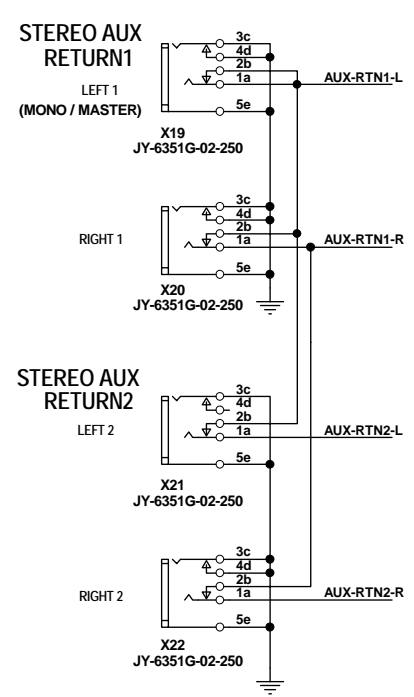 STEREO AUX
RETURN1
LEFT 1
(MONO / MASTER)
3c
4d
2b
1a
AUX-RTN1-L
5e
X19
JY-6351G-02-250
RIGHT 1
3c
4d
2b
1a
AUX-RTN1-R
5e
X20
JY-6351G-02-250
STEREO AUX
RETURN2
LEFT 2
3c
4d
2b
1a
AUX-RTN2-L
5e
X21
JY-6351G-02-250
RIGHT 2
3c
4d
2b
1a
AUX-RTN2-R
5e
X22
JY-6351G-02-250